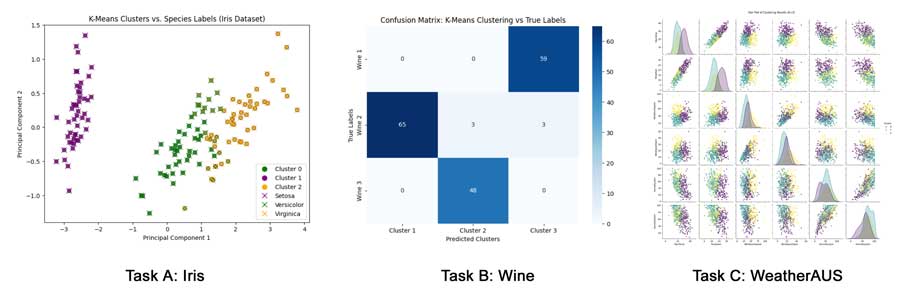 K-Means Clusters vs. Species Labels (Iris Dataset)
Principal Component 2
1.5
1.0
0.5
0.0
−0.5
−1.0
−3
−2
−1
0
1
2
3
4
Principal Component 1
Cluster 0
Cluster 1
Cluster 2
Setosa
Versicolor
Virginica
Task A: Iris
Confusion Matrix: K-Means Clustering vs True Labels
True Labels
Wine 1
Wine 2
Wine 3
0 0 59
65 3 3
0 48 0
Cluster 1 Cluster 2 Cluster 3
Predicted Clusters
60
50
40
30
20
10
0
Task B: Wine
Task C: WeatherAUS